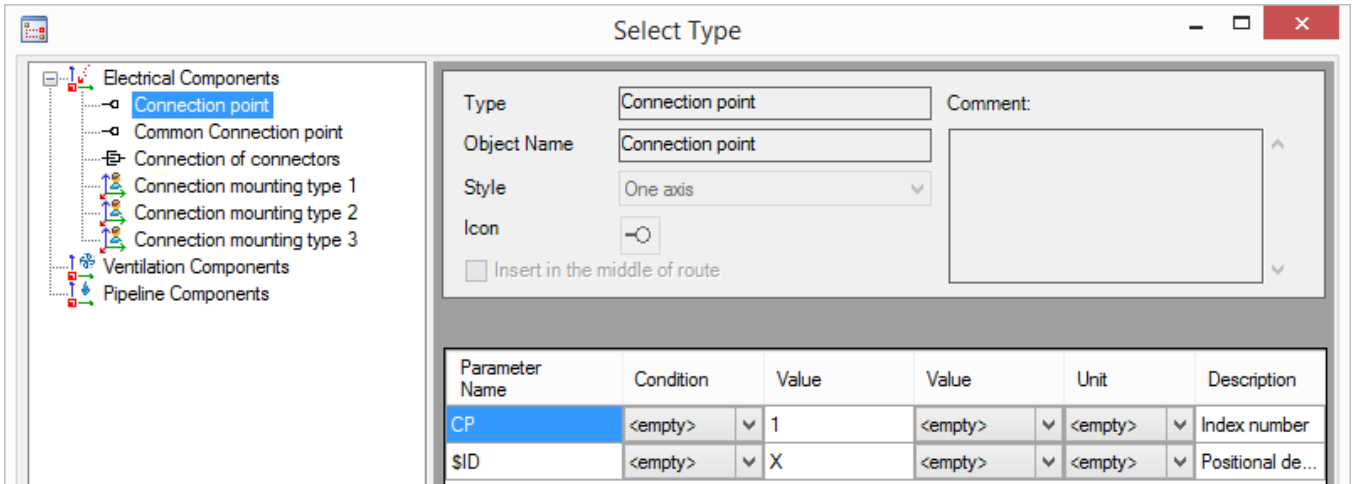 Select Type
Electrical Components
Connection point
Common Connection point
Connection of connectors
Connection mounting type 1
Connection mounting type 2
Connection mounting type 3
Ventilation Components
Pipeline Components
Type Connection point Comment:
Object Name Connection point
Style One axis
Icon
Insert in the middle of route
Parameter Name Condition Value Value Unit Description
CP <empty> 1 <empty> <empty> Index number
$ID <empty> X <empty> <empty> Positional de...